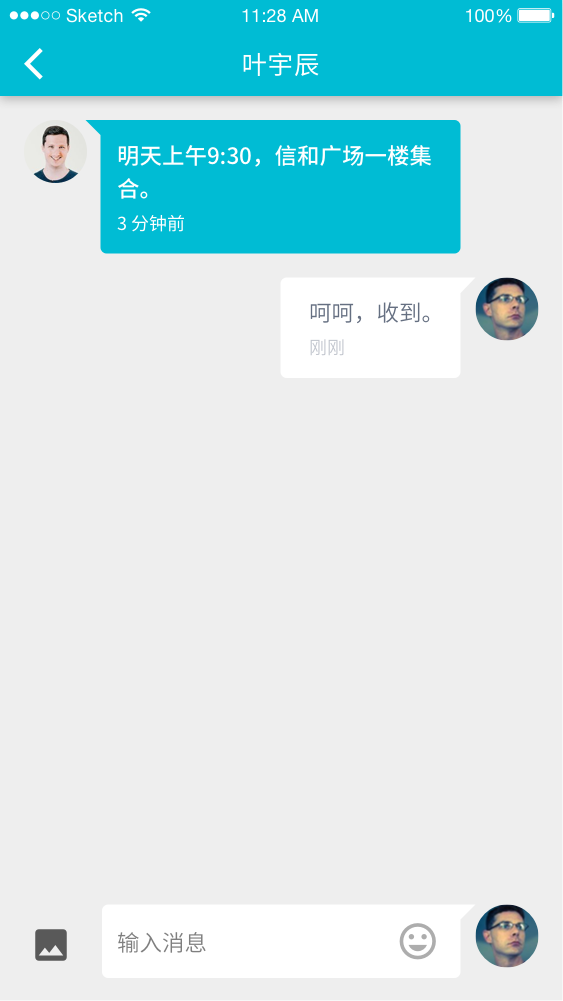 Sketch 11:28 AM 100%
叶宇辰
明天上午9:30，信和广场一楼集
合。
3 分钟前
呵呵，收到。
刚刚
输入消息